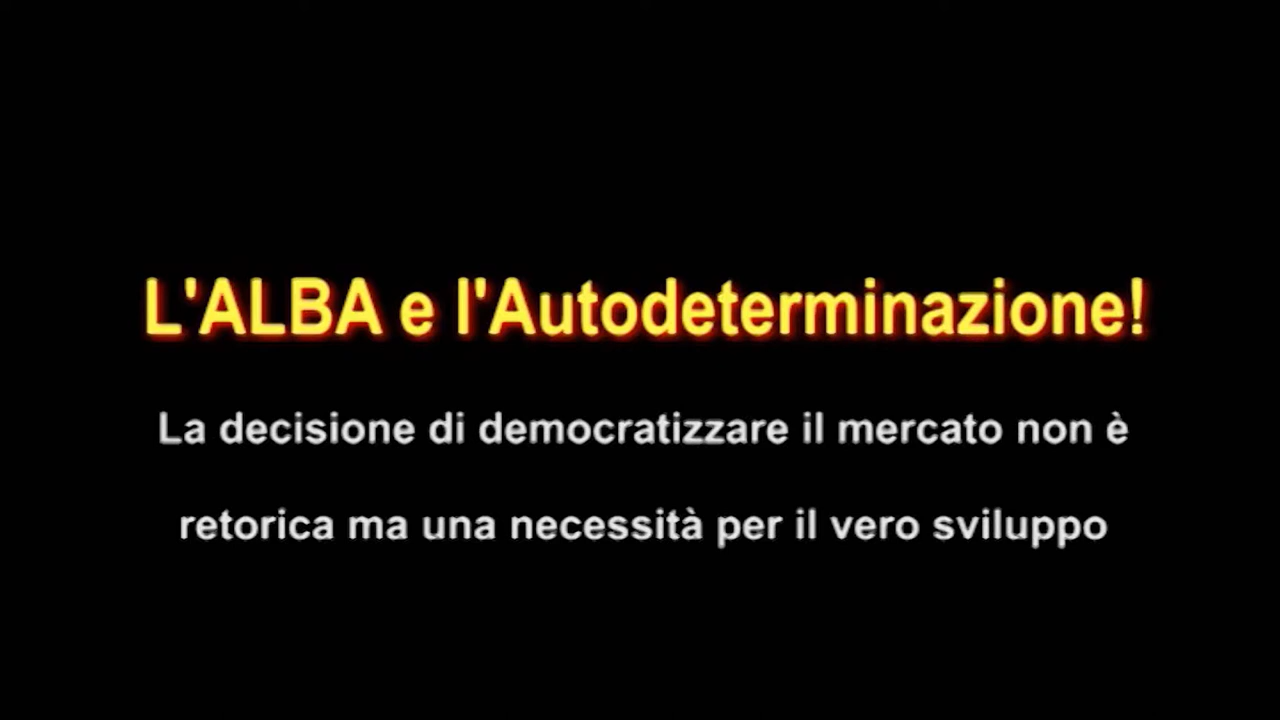 L'ALBA e l'Autodeterminazione!
La decisione di democratizzare il mercato non è
retorica ma una necessità per il vero sviluppo